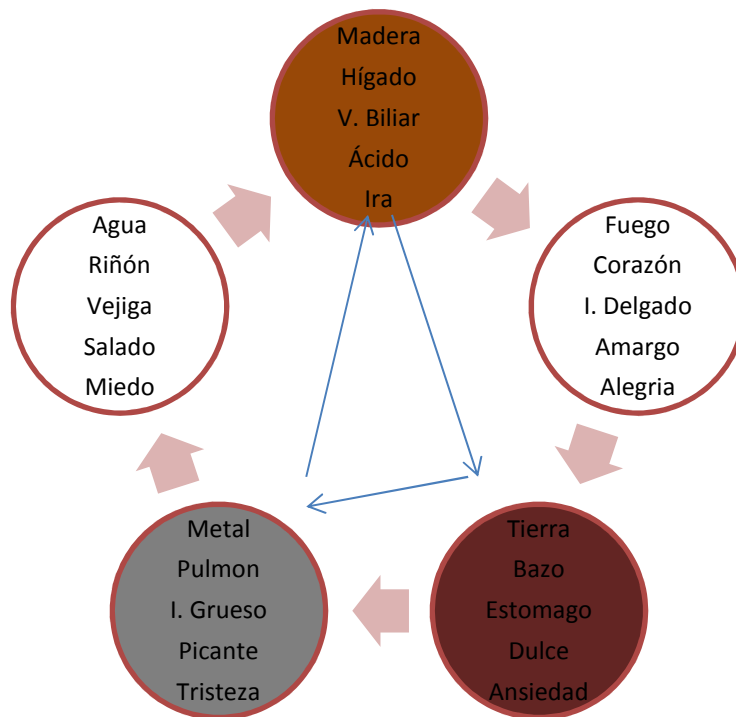 Madera
Hígado
V. Biliar
Ácido
Ira
Fuego
Corazón
I. Delgado
Amargo
Alegria
Tierra
Bazo
Estomago
Dulce
Ansiedad
Metal
Pulmon
I. Grueso
Picante
Tristeza
Agua
Riñón
Vejiga
Salado
Miedo